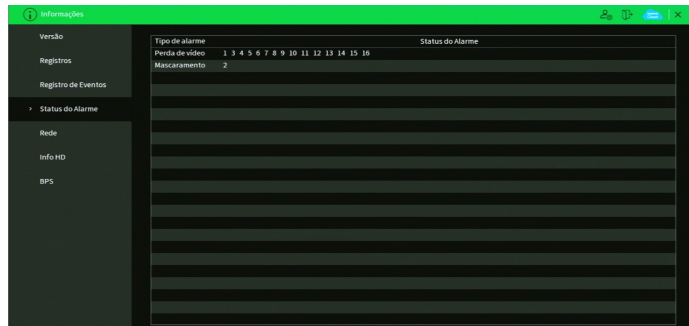 Informações
Versão
Registros
Registro de Eventos
Status do Alarme
Rede
Info HD
BPS
Tipo de alarme Status do Alarme
Perda de vídeo 1 3 4 5 6 7 8 9 10 11 12 13 14 15 16
Mascaramento 2